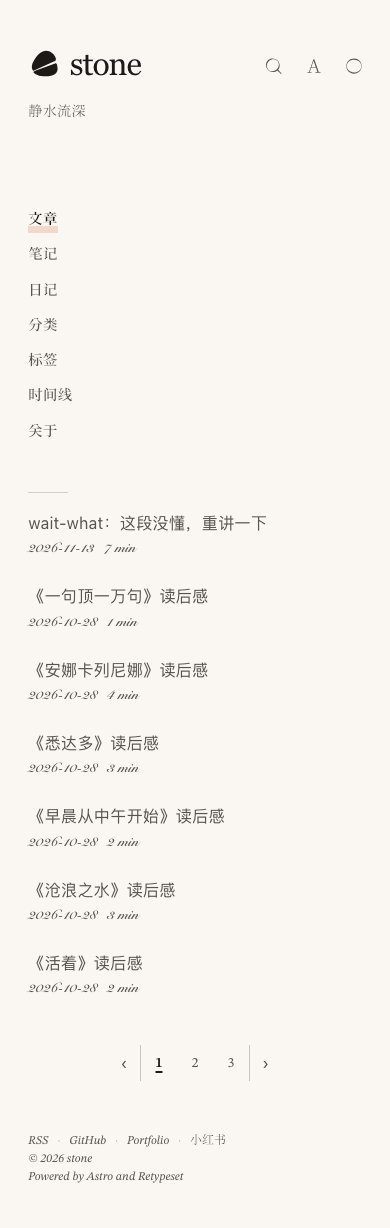 stone
A
静水流深
文章
笔记
日记
分类
标签
时间线
关于
wait-what：这段没懂，重讲一下
2026-11-13 7 min
《一句顶一万句》读后感
2026-10-28 1 min
《安娜卡列尼娜》读后感
2026-10-28 4 min
《悉达多》读后感
2026-10-28 3 min
《早晨从中午开始》读后感
2026-10-28 2 min
《沧浪之水》读后感
2026-10-28 3 min
《活着》读后感
2026-10-28 2 min
‹ 1 2 3 ›
RSS · GitHub · Portfolio · 小红书
© 2026 stone
Powered by Astro and Retypeset